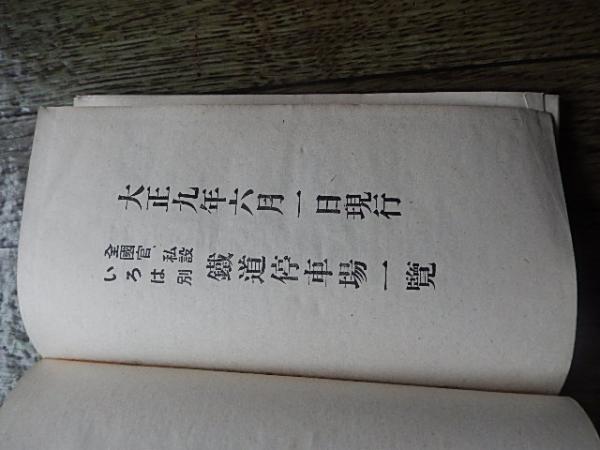 大正九年六月一日現行
全國官、私設
いろは別
鐵道停車場一覽